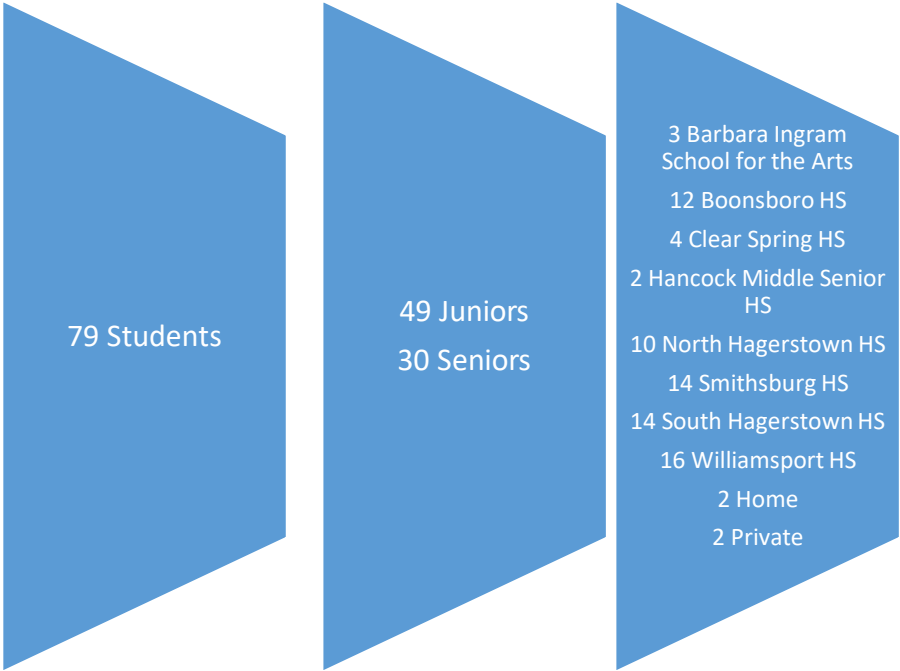 79 Students
49 Juniors
30 Seniors
3 Barbara Ingram
School for the Arts
12 Boonsboro HS
4 Clear Spring HS
2 Hancock Middle Senior
HS
10 North Hagerstown HS
14 Smithsburg HS
14 South Hagerstown HS
16 Williamsport HS
2 Home
2 Private